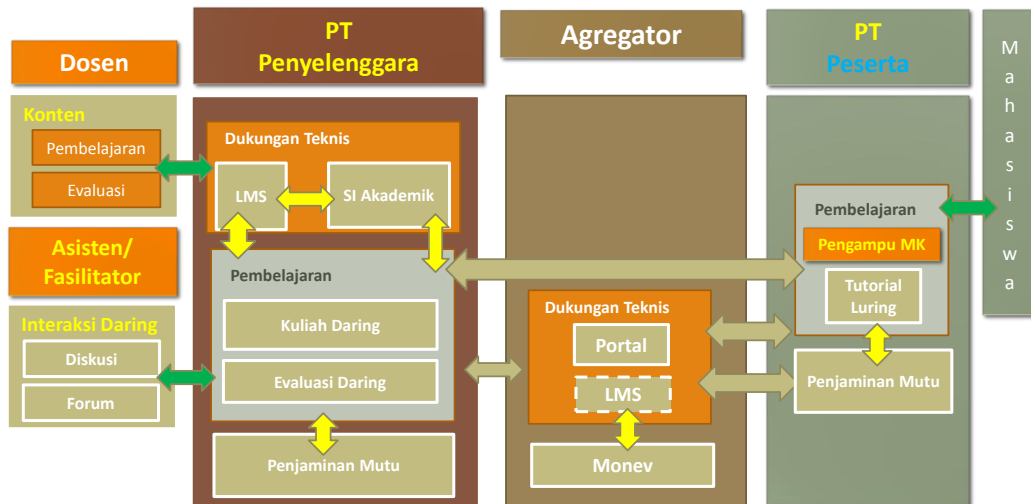 Dosen
Konten
Pembelajaran
Evaluasi
Asisten/
Fasilitator
Interaksi Daring
Diskusi
Forum
PT
Penyelenggara
Dukungan Teknis
LMS
SI Akademik
Pembelajaran
Kuliah Daring
Evaluasi Daring
Penjaminan Mutu
Agregator
Dukungan Teknis
Portal
LMS
Monev
PT
Peserta
Pembelajaran
Pengampu MK
Tutorial
Luring
Penjaminan Mutu
M
a
h
a
s
i
s
w
a